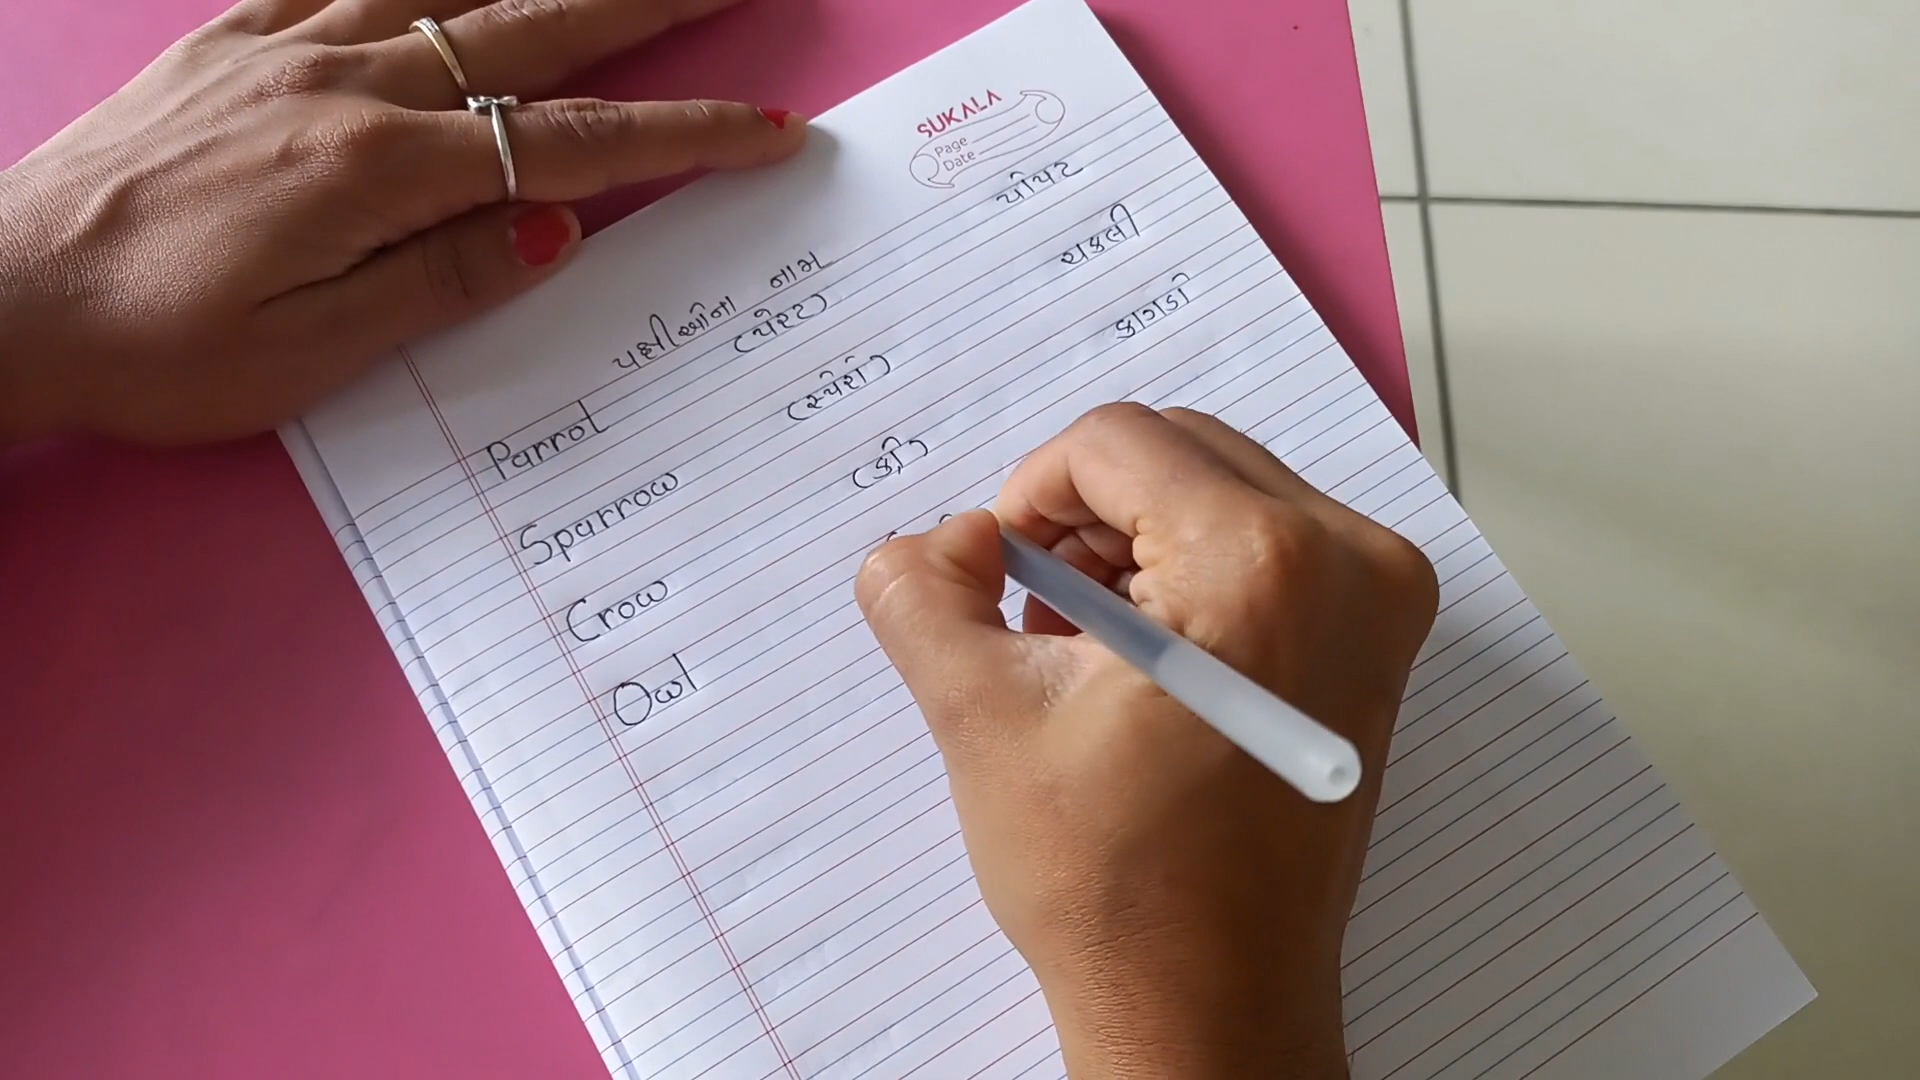 SUKALA
Page
Date
પક્ષીઓના નામ
Parrot (પેરટ) પોપટ
Sparrow (સ્પેરો) ચકલી
Crow (ક્રો) કાગડો
Owl